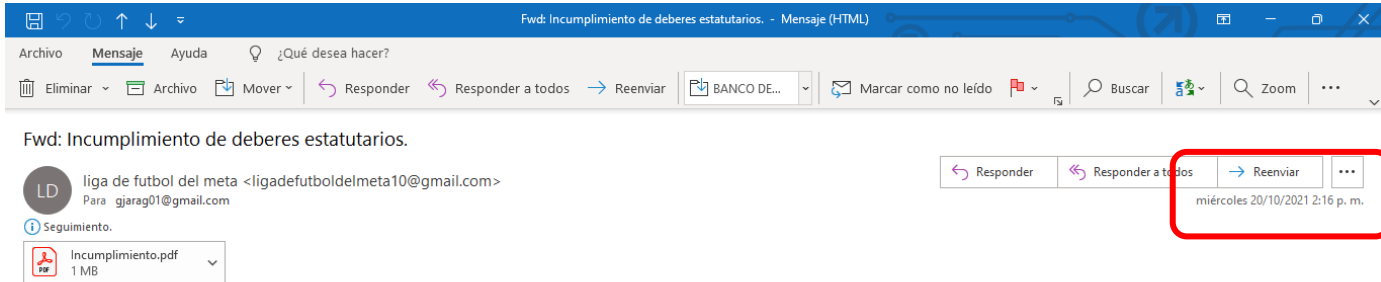 Fwd: Incumplimiento de deberes estatutarios. - Mensaje (HTML)
Archivo Mensaje Ayuda ¿Qué desea hacer?
Eliminar Archivo Mover Responder Responder a todos Reenviar BANCO DE... Marcar como no leído Buscar Zoom ...
Fwd: Incumplimiento de deberes estatutarios.
Responder Responder a todos Reenviar ...
LD liga de futbol del meta <ligadefutboldelmeta10@gmail.com>
Para gjarag01@gmail.com
miércoles 20/10/2021 2:16 p. m.
Seguimiento.
Incumplimiento.pdf
PDF 1 MB